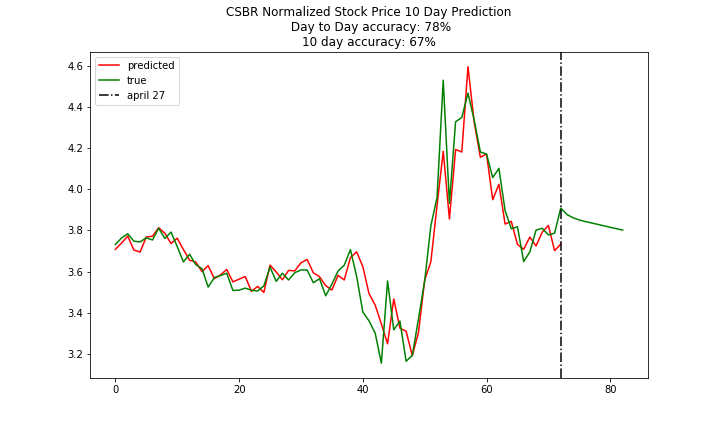 CSBR Normalized Stock Price 10 Day Prediction
Day to Day accuracy: 78%
10 day accuracy: 67%
predicted
true
april 27
4.6
4.4
4.2
4.0
3.8
3.6
3.4
3.2
0
20
40
60
80